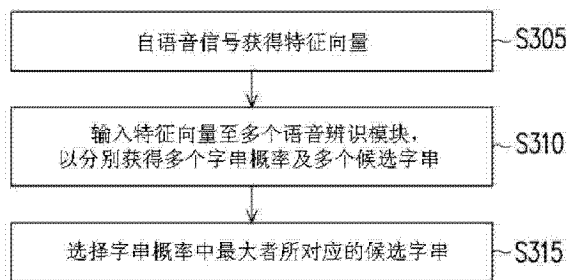 自语音信号获得特征向量
S305
输入特征向量至多个语音辨识模块，
以分别获得多个字串概率及多个候选字串
S310
选择字串概率中最大者所对应的候选字串
S315